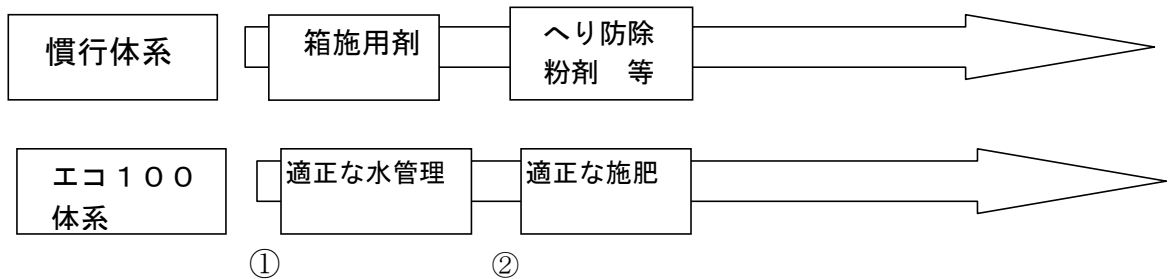 慣行体系
箱施用剤
へり防除
粉剤　等
エコ１００
体系
適正な水管理
適正な施肥
①
②